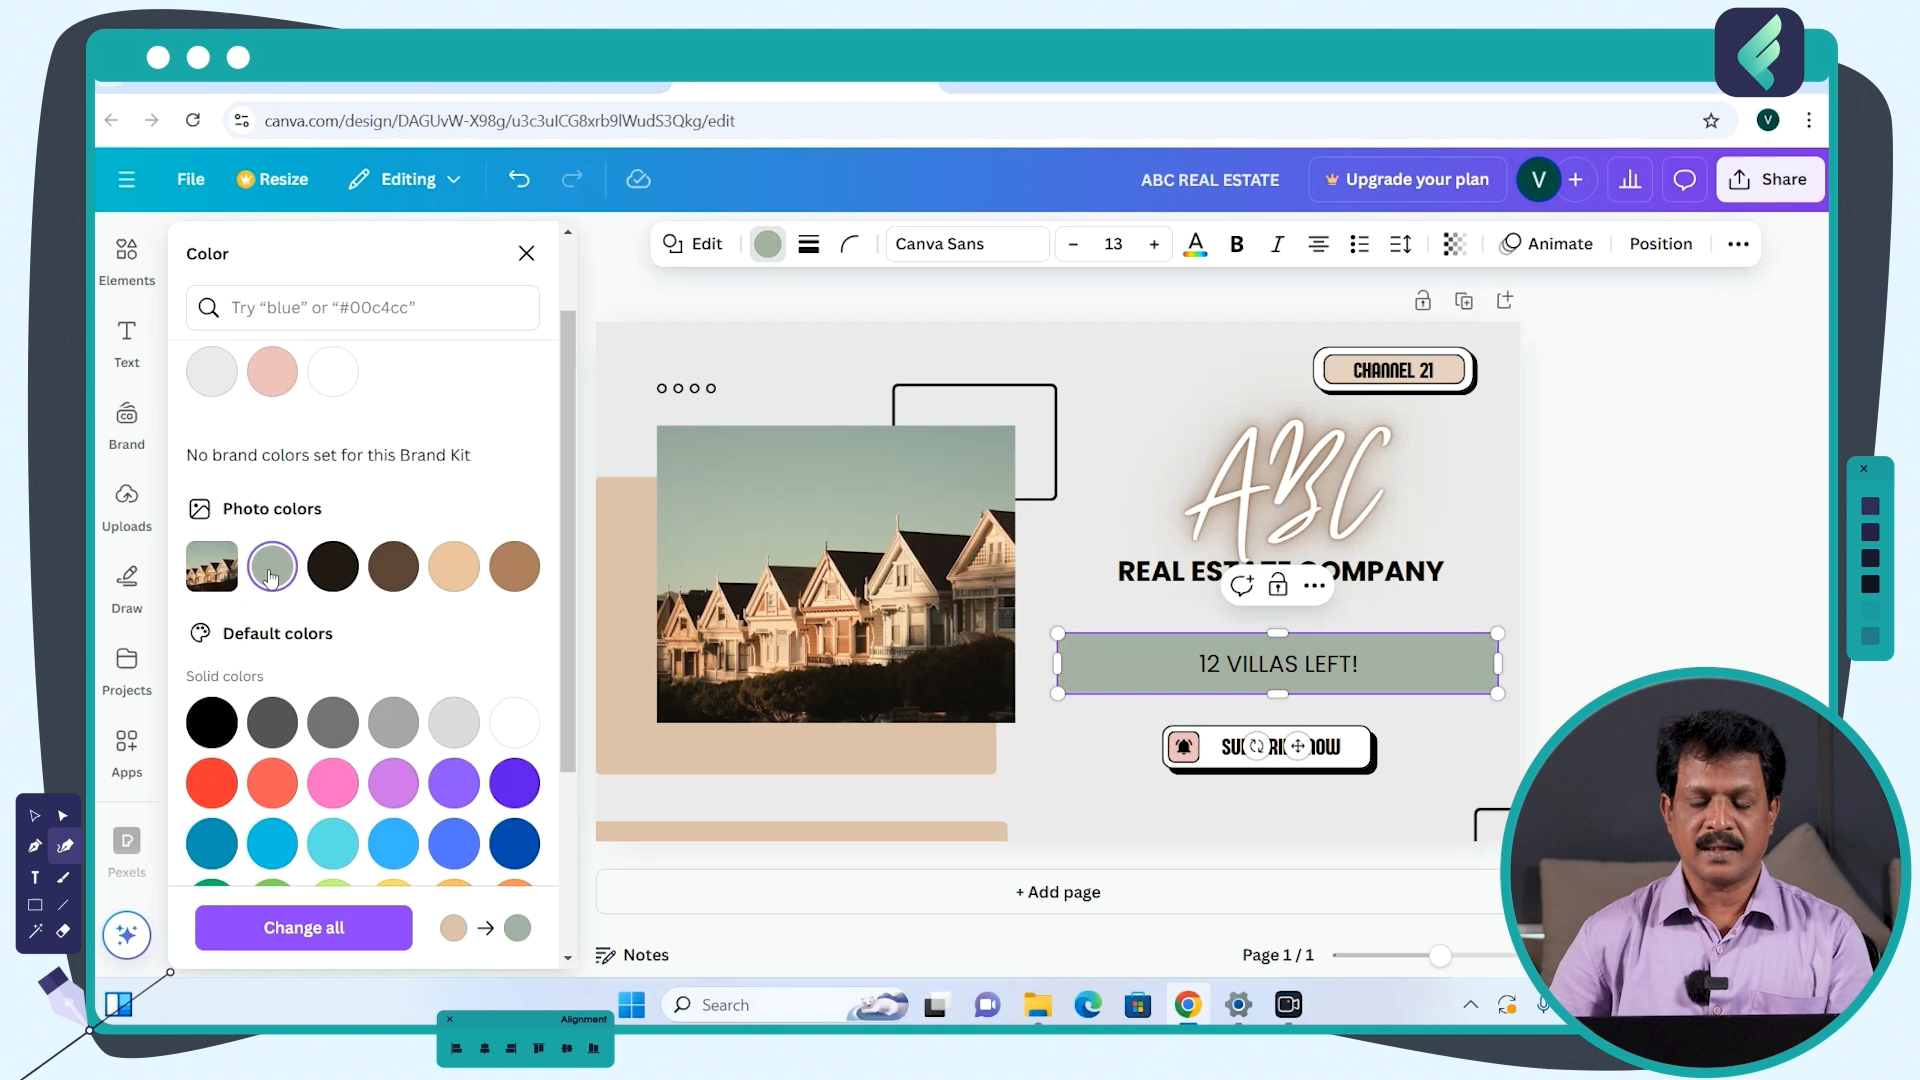 canva.com/design/DAGUvW-X98g/u3c3uICG8xrb9lWudS3Qkg/edit
V
File
Resize
Editing
ABC REAL ESTATE
Upgrade your plan
V
+
Share
Elements
Text
Brand
Uploads
Draw
Projects
Apps
Pexels
Color
Try “blue” or “#00c4cc”
No brand colors set for this Brand Kit
Photo colors
Default colors
Solid colors
Change all
Edit
Canva Sans
– 13 +
A
B
I
Animate
Position
CHANNEL 21
ABC
REAL ESTATE COMPANY
12 VILLAS LEFT!
+ Add page
Notes
Page 1 / 1
Search
Alignment